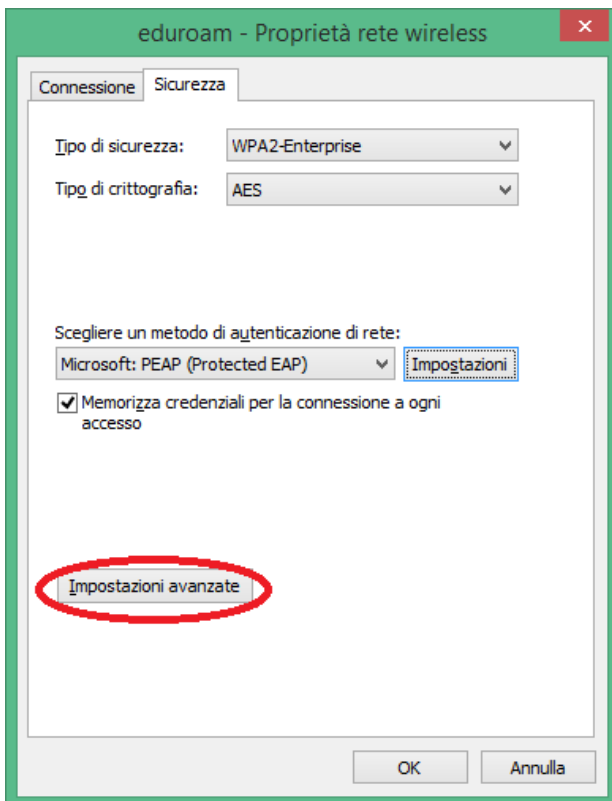 eduroam - Proprietà rete wireless
Connessione Sicurezza
Tipo di sicurezza: WPA2-Enterprise
Tipo di crittografia: AES
Scegliere un metodo di autenticazione di rete:
Microsoft: PEAP (Protected EAP) Impostazioni
Memorizza credenziali per la connessione a ogni
accesso
Impostazioni avanzate
OK Annulla